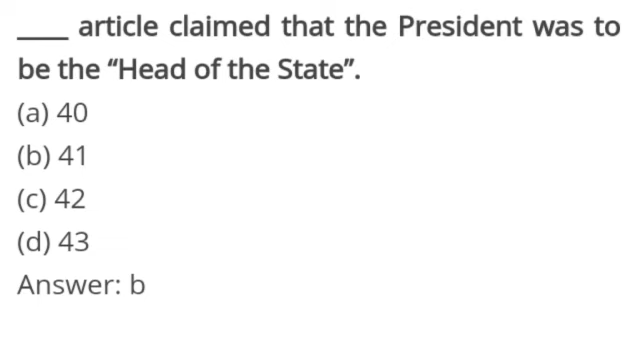 ____ article claimed that the President was to
be the “Head of the State”.
(a) 40
(b) 41
(c) 42
(d) 43
Answer: b